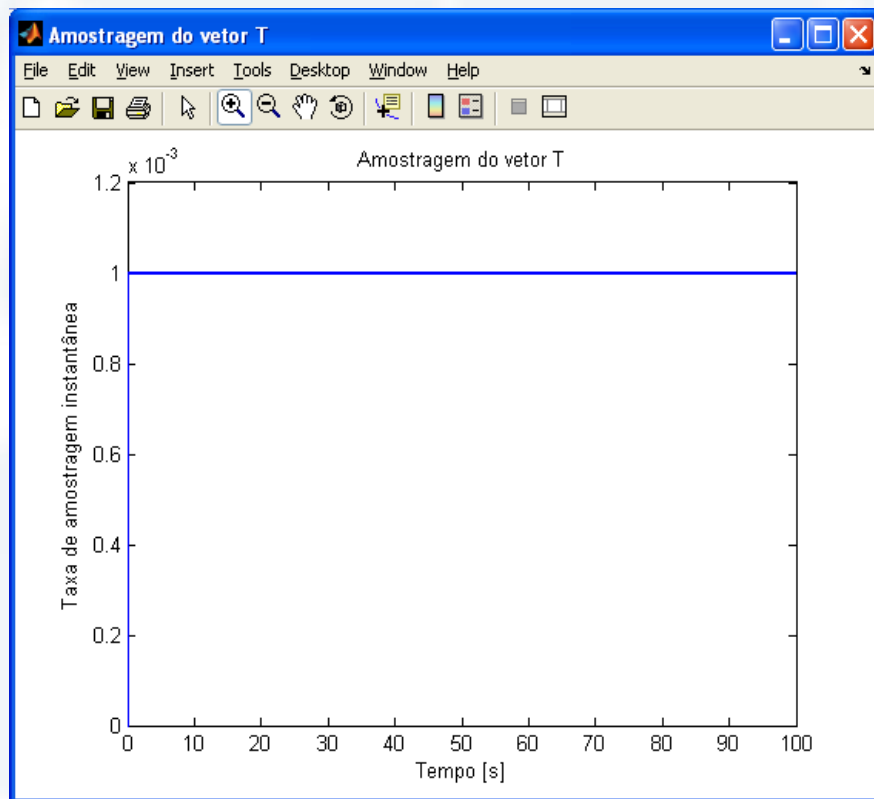 Amostragem do vetor T
File Edit View Insert Tools Desktop Window Help
x 10-3
Amostragem do vetor T
1.2
1
0.8
0.6
0.4
0.2
0
Taxa de amostragem instantânea
0 10 20 30 40 50 60 70 80 90 100
Tempo [s]